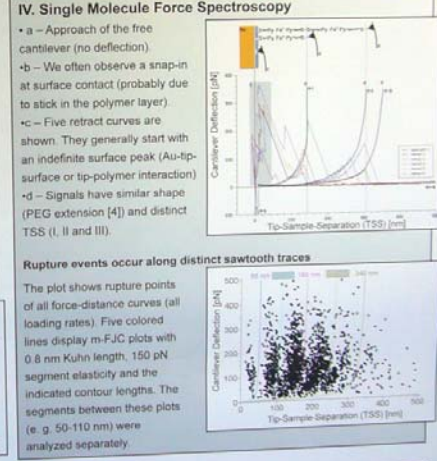 IV. Single Molecule Force Spectroscopy
• a – Approach of the free
cantilever (no deflection).
•b – We often observe a snap-in
at surface contact (probably due
to stick in the polymer layer).
•c – Five retract curves are
shown. They generally start with
an indefinite surface peak (Au-tip-
surface or tip-polymer interaction)
•d – Signals have similar shape
(PEG extension [4]) and distinct
TSS (I, II and III).
Cantilever Deflection [pN]
Tip-Sample-Separation (TSS) [nm]
Rupture events occur along distinct sawtooth traces
The plot shows rupture points
of all force-distance curves (all
loading rates). Five colored
lines display m-FJC plots with
0.8 nm Kuhn length, 150 pN
segment elasticity and the
indicated contour lengths. The
segments between these plots
(e. g. 50-110 nm) were
analyzed separately.
Cantilever Deflection [pN]
500
400
300
200
100
0
0 100 200 300 400 500
Tip-Sample-Separation (TSS) [nm]